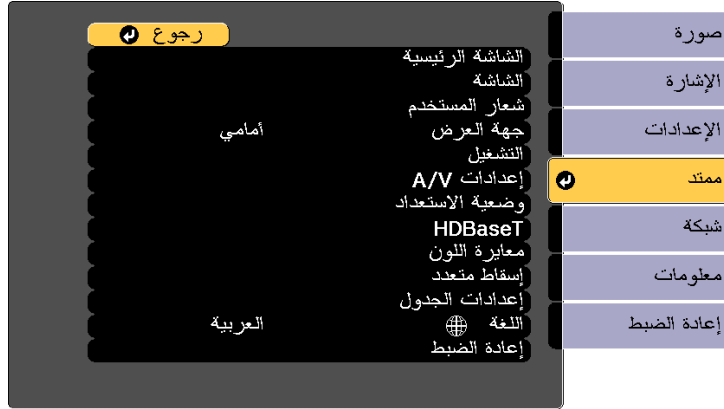 صورة
الإشارة
الإعدادات
ممتد
شبكة
معلومات
إعادة الضبط
رجوع
الشاشة الرئيسية
الشاشة
شعار المستخدم
جهة العرض أمامي
التشغيل
إعدادات A/V
وضعية الاستعداد
HDBaseT
معايرة اللون
إسقاط متعدد
إعدادات الجدول
اللغة العربية
إعادة الضبط